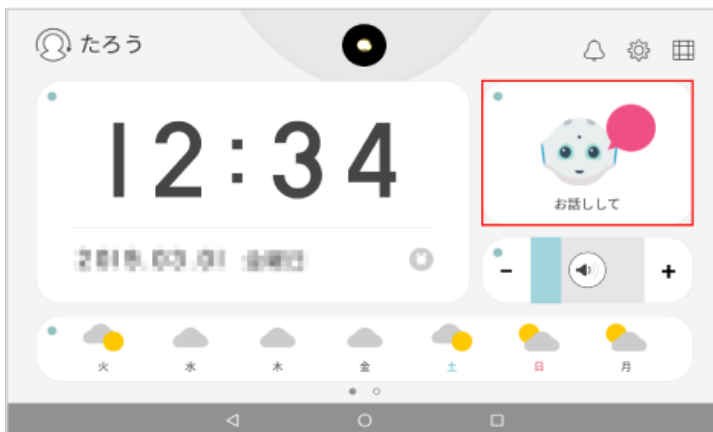 たろう
12:34
お話しして
- +
火 水 木 金 土 日 月